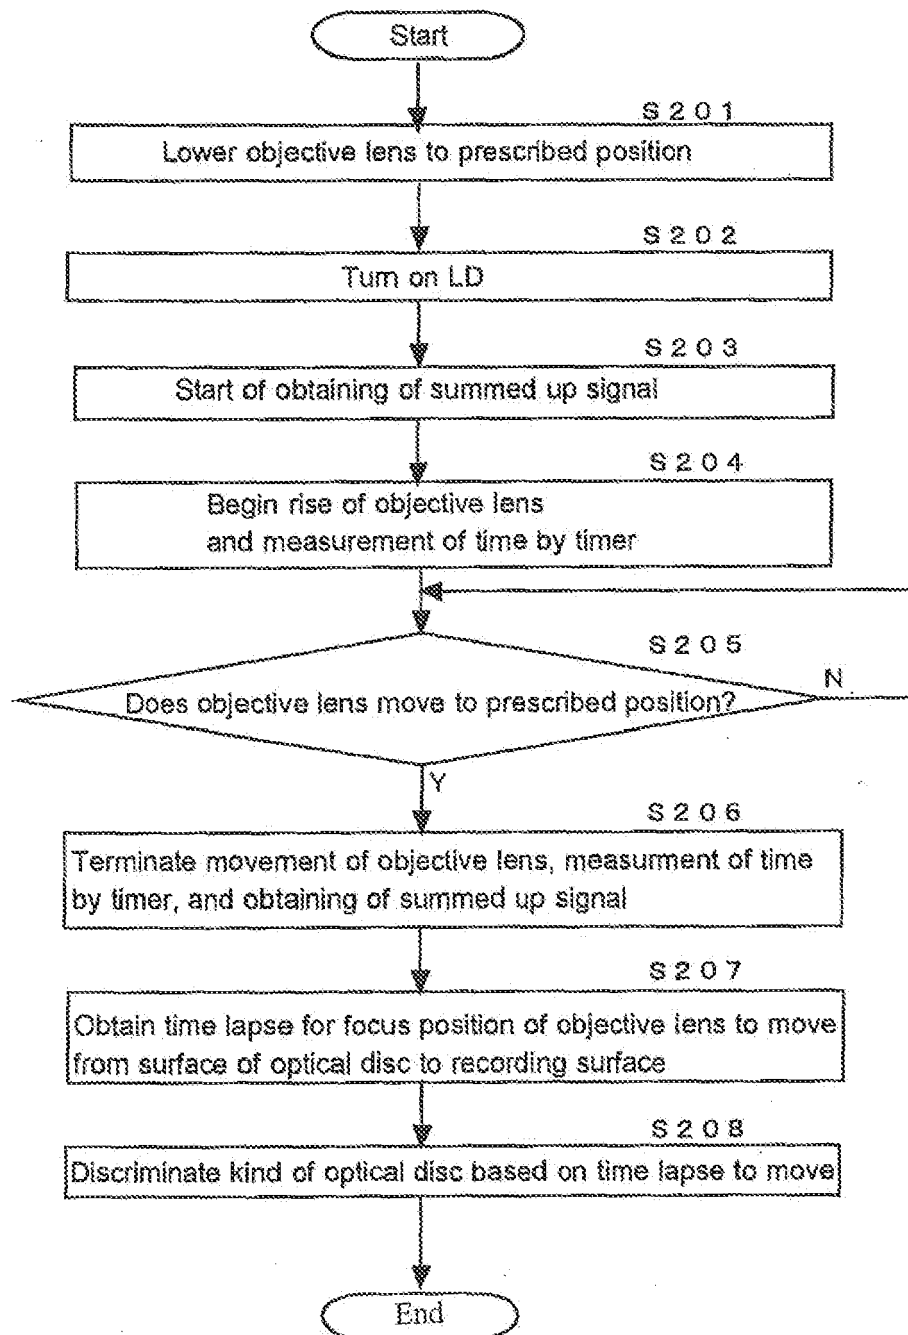 Start
S201
Lower objective lens to prescribed position
S202
Turn on LD
S203
Start of obtaining of summed up signal
S204
Begin rise of objective lens
and measurement of time by timer
S205
Does objective lens move to prescribed position?
N
Y
S206
Terminate movement of objective lens, measurment of time
by timer, and obtaining of summed up signal
S207
Obtain time lapse for focus position of objective lens to move
from surface of optical disc to recording surface
S208
Discriminate kind of optical disc based on time lapse to move
End